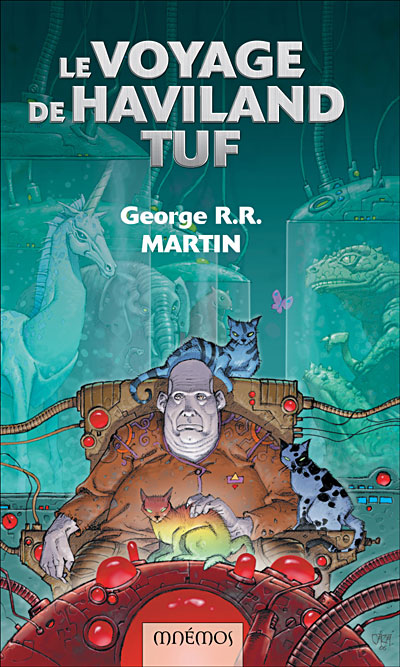 LE VOYAGE
DE HAVILAND
TUF
George R.R.
MARTIN
MNÉMOS